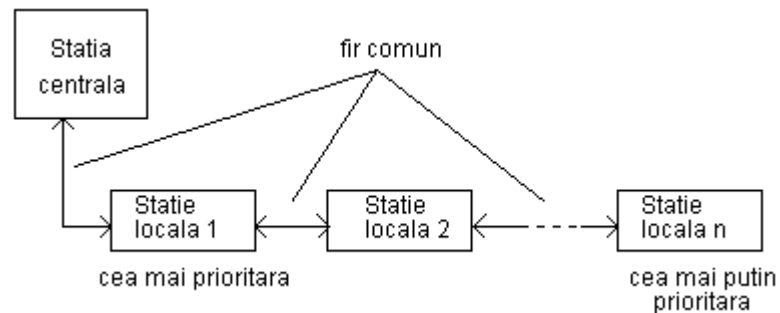 Statia
centrala
fir comun
Statie
locala 1
Statie
locala 2
Statie
locala n
cea mai prioritara
cea mai putin
prioritara